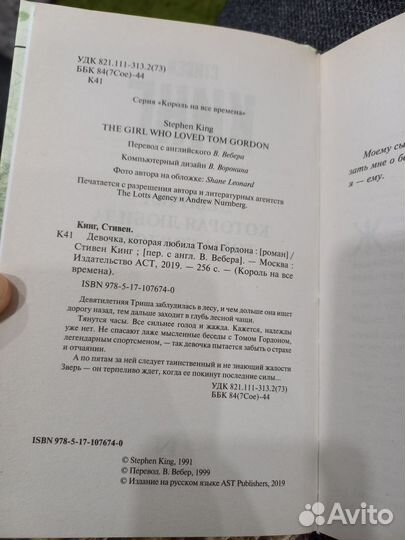 УДК 821.111-313.2(73)
ББК 84(7Сое)-44
К41
Серия «Король на все времена»
Stephen King
THE GIRL WHO LOVED TOM GORDON
Перевод с английского В. Вебера
Компьютерный дизайн В. Воронина
Фото автора на обложке: Shane Leonard
Печатается с разрешения автора и литературных агентств
The Lotts Agency и Andrew Nurnberg.
Кинг, Стивен.
К41 Девочка, которая любила Тома Гордона : [роман] /
Стивен Кинг ; [пер. с англ. В. Вебера]. — Москва :
Издательство АСТ, 2019. — 256 с. — (Король на все
времена).
ISBN 978-5-17-107674-0
Девятилетняя Триша заблудилась в лесу, и чем дольше она ищет
дорогу назад, тем дальше заходит в глубь лесной чащи.
Тянутся часы. Все сильнее голод и жажда. Кажется, надежды
уже нет. Не спасают даже мысленные беседы с Томом Гордоном,
легендарным спортсменом, — так девочка пытается забыть о страхе
и отчаянии.
А по пятам за ней следует таинственный и не знающий жалости
Зверь — он терпеливо ждет, когда ее покинут последние силы...
УДК 821.111-313.2(73)
ББК 84(7Сое)-44
ISBN 978-5-17-107674-0
© Stephen King, 1991
© Перевод. В. Вебер, 1999
© Издание на русском языке AST Publishers, 2019
Моему сы
зать мне о бе
я — ему.
Avito